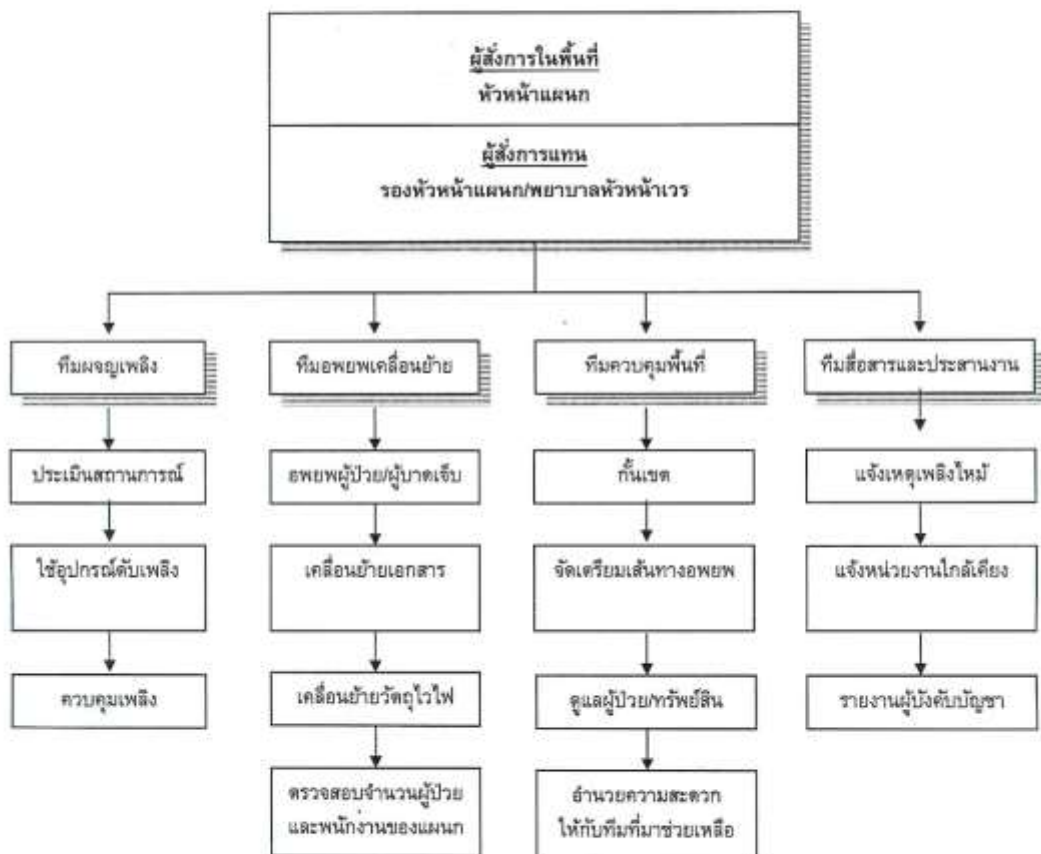 ผู้สั่งการในพื้นที่
หัวหน้าแผนก
ผู้สั่งการแทน
รองหัวหน้าแผนก/พยาบาลหัวหน้าเวร
ทีมผจญเพลิง
ทีมอพยพเคลื่อนย้าย
ทีมควบคุมพื้นที่
ทีมสื่อสารและประสานงาน
ประเมินสถานการณ์
อพยพผู้ป่วย/ผู้บาดเจ็บ
กั้นเขต
แจ้งเหตุเพลิงไหม้
ใช้อุปกรณ์ดับเพลิง
เคลื่อนย้ายเอกสาร
จัดเตรียมเส้นทางอพยพ
แจ้งหน่วยงานใกล้เคียง
ควบคุมเพลิง
เคลื่อนย้ายวัตถุไวไฟ
ดูแลผู้ป่วย/ทรัพย์สิน
รายงานผู้บังคับบัญชา
ตรวจสอบจำนวนผู้ป่วย
และพนักงานของแผนก
อำนวยความสะดวก
ให้กับทีมที่มาช่วยเหลือ